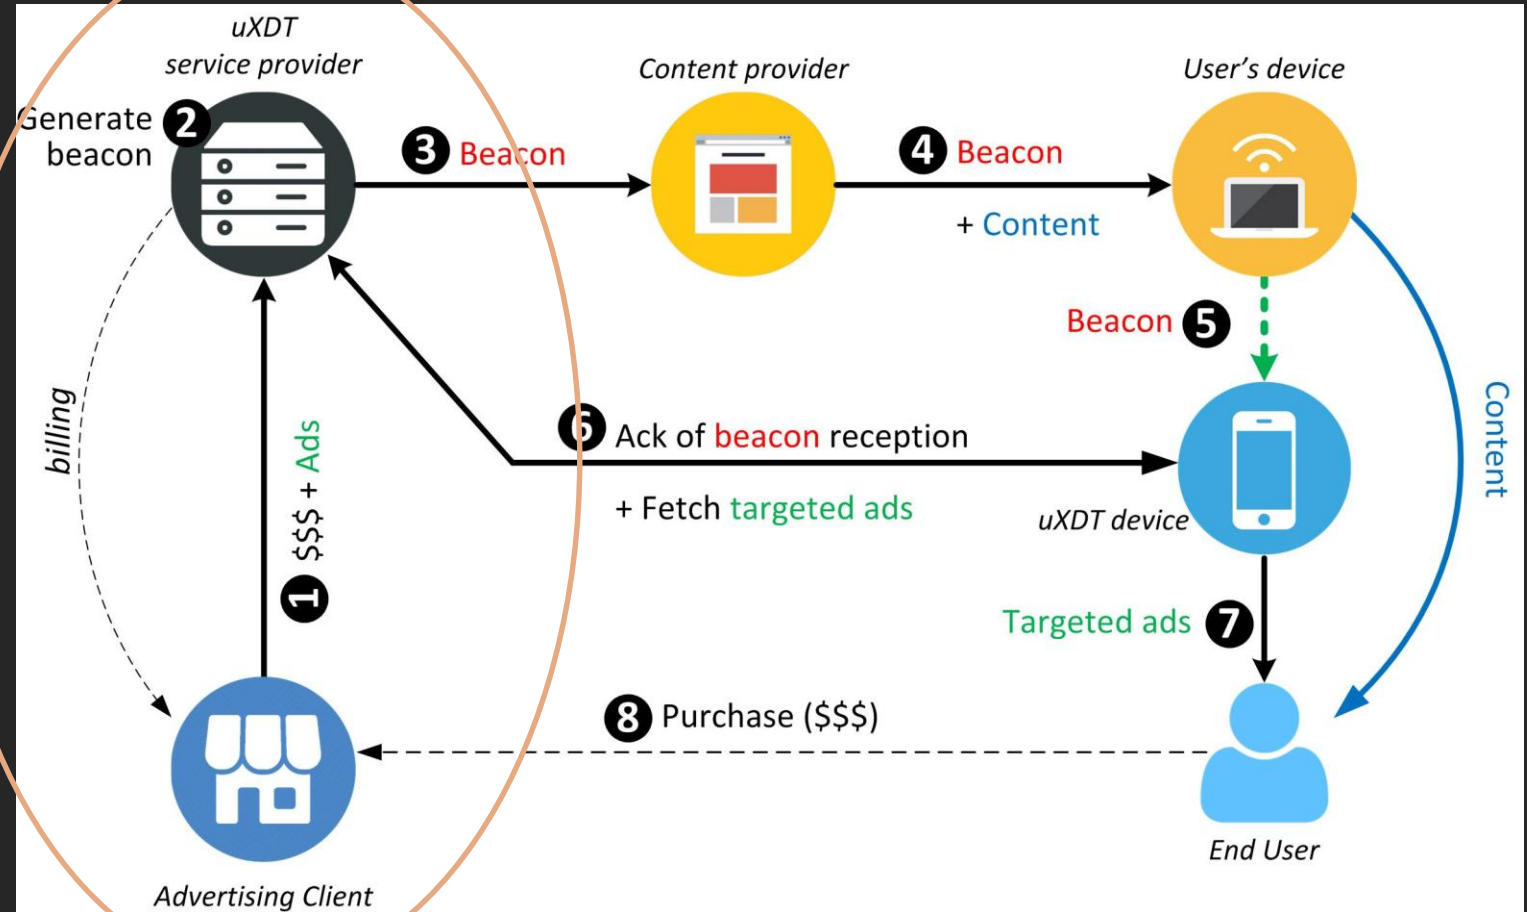 uXDT
service provider
Content provider
User's device
Generate
beacon
2
3 Beacon
4 Beacon
+ Content
Beacon 5
billing
1 $$$ + Ads
6 Ack of beacon reception
+ Fetch targeted ads
uXDT device
Content
Targeted ads 7
8 Purchase ($$$)
End User
Advertising Client